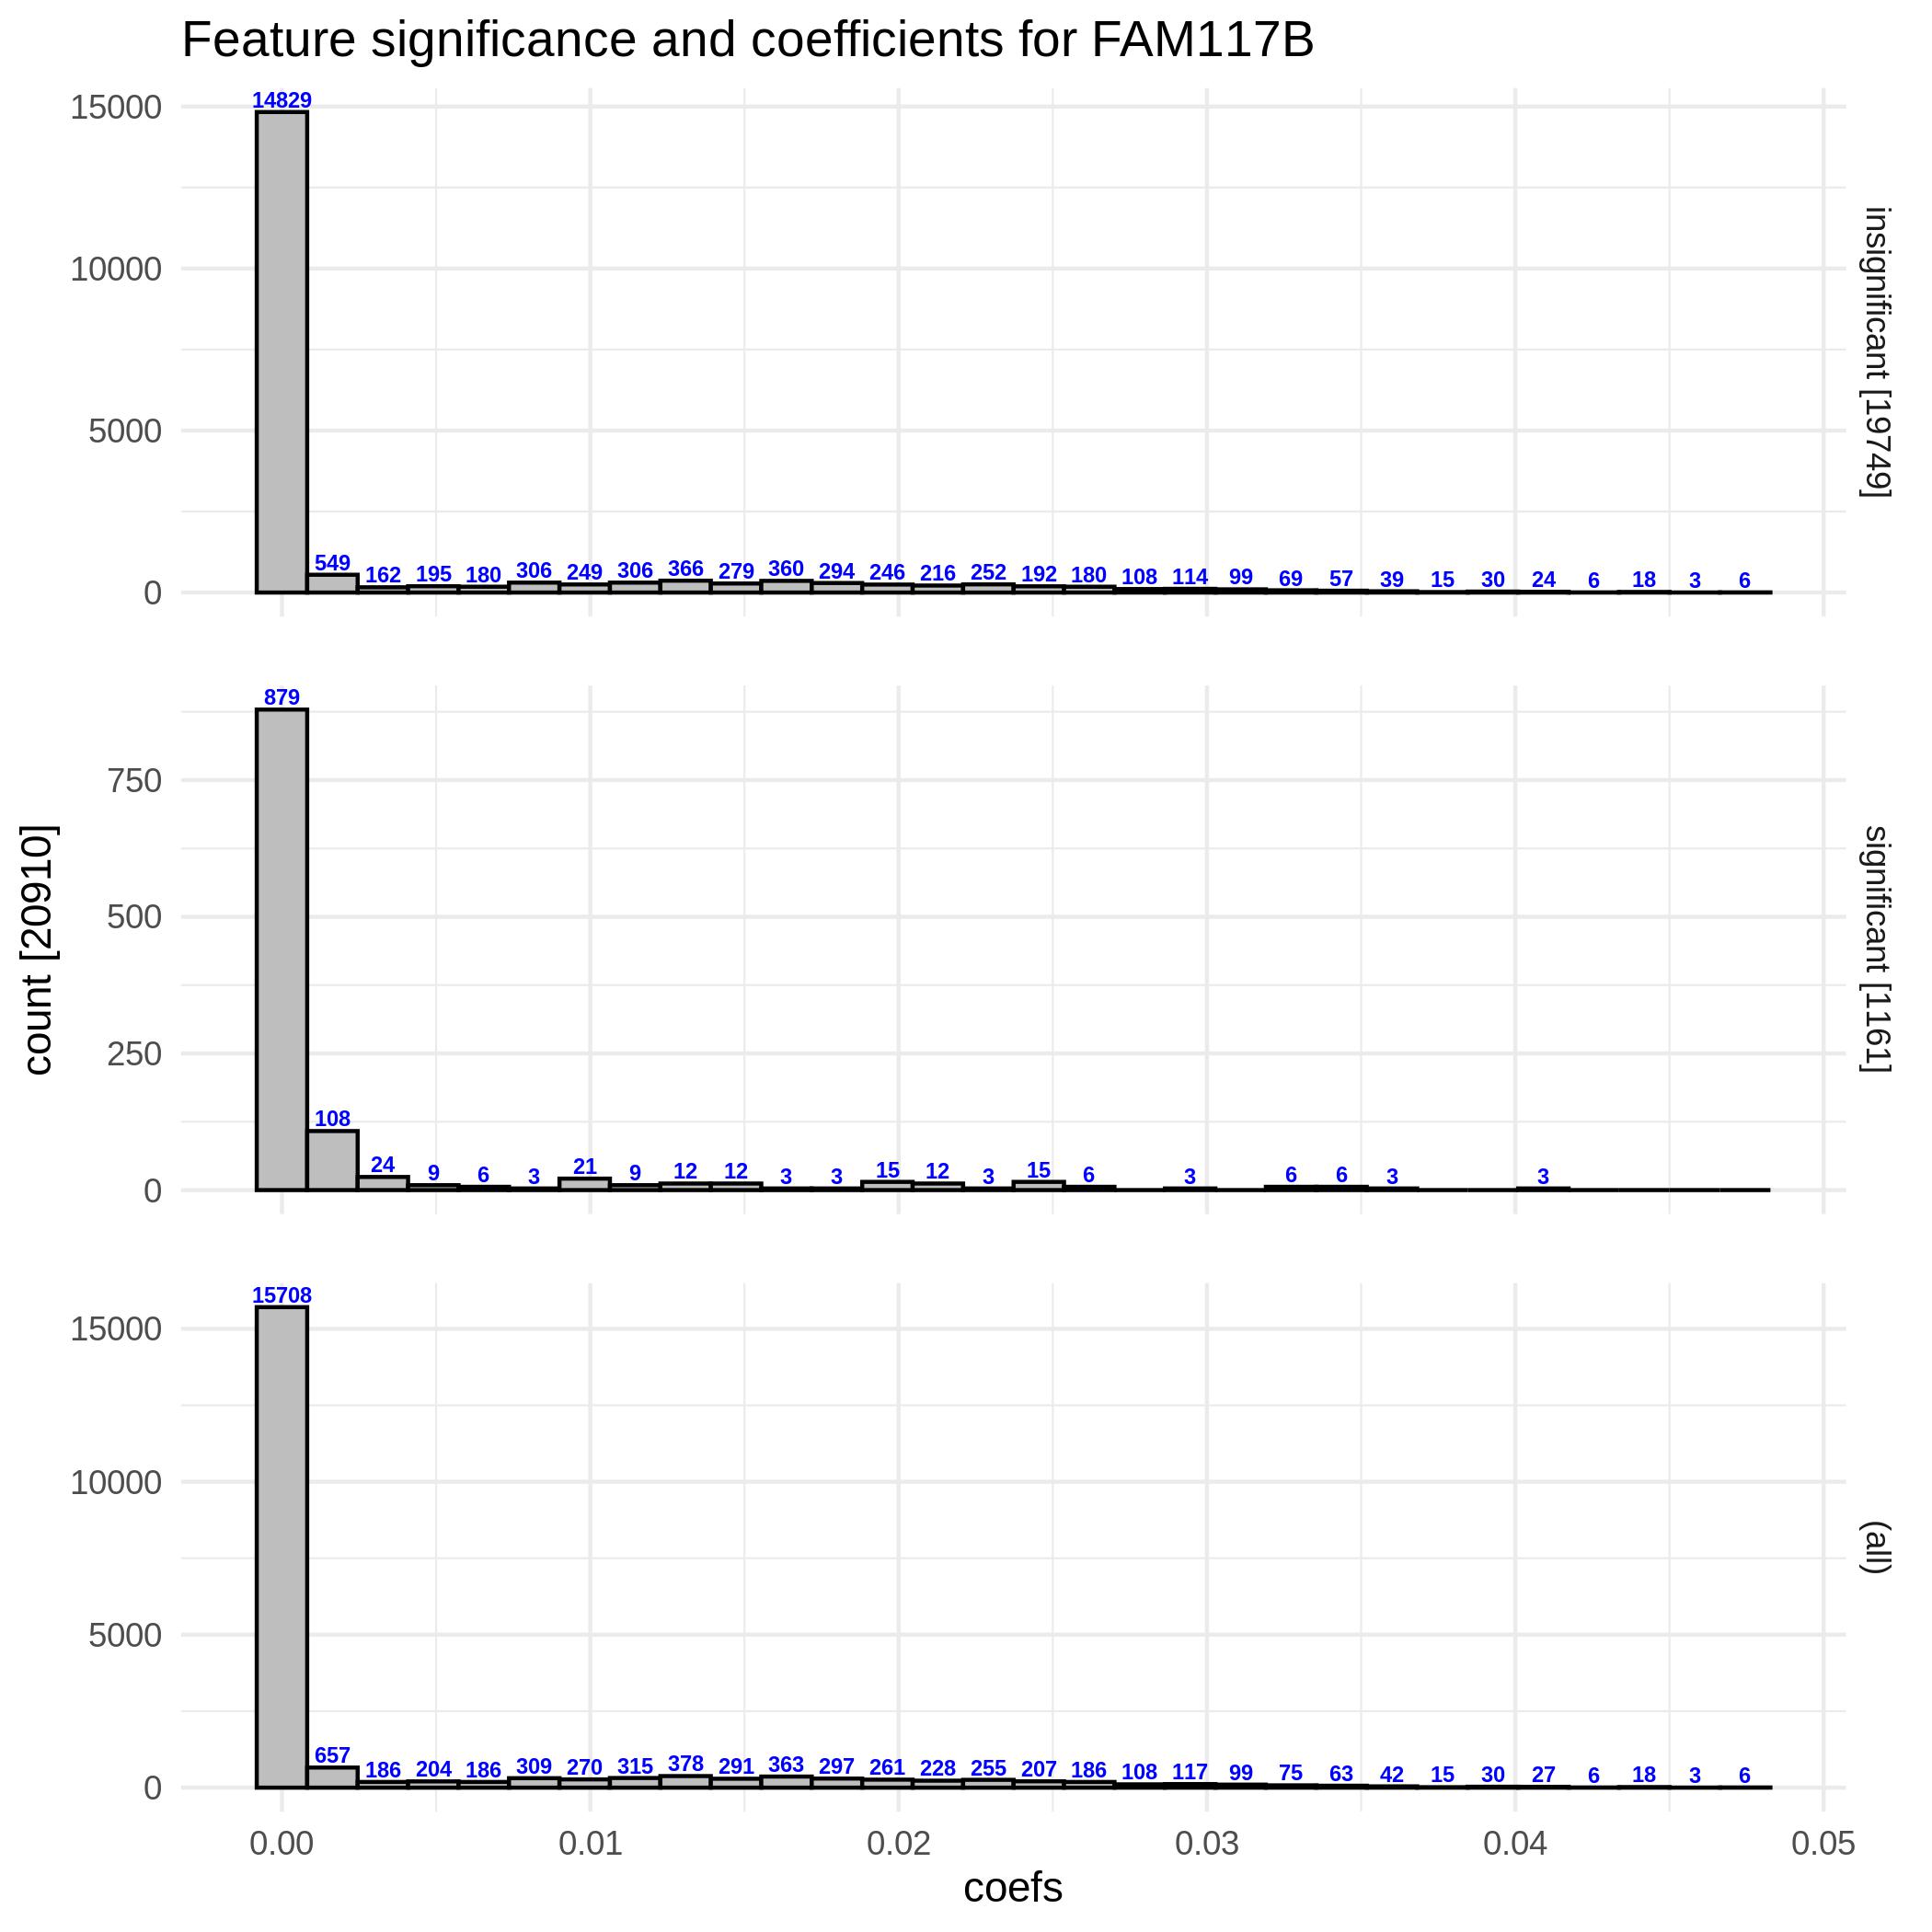 Feature significance and coefficients for FAM117B
15000
10000
5000
0
14829
549 162 195 180 306 249 306 366 279 360 294 246 216 252 192 180 108 114 99 69 57 39 15 30 24 6 18 3 6
insignificant [19749]
count [20910]
750
500
250
0
879
108
24 9 6 3 21 9 12 12 3 3 15 12 3 15 6 3 6 6 3 3
significant [1161]
15000
10000
5000
0
15708
657 186 204 186 309 270 315 378 291 363 297 261 228 255 207 186 108 117 99 75 63 42 15 30 27 6 18 3 6
(all)
0.00 0.01 0.02 0.03 0.04 0.05
coefs